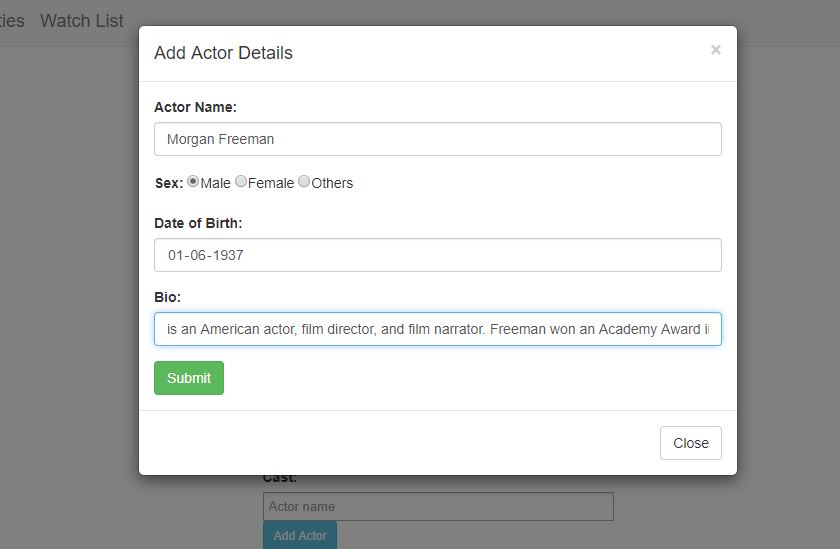 ties Watch List
Add Actor Details
×
Actor Name:
Morgan Freeman
Sex: Male Female Others
Date of Birth:
01-06-1937
Bio:
is an American actor, film director, and film narrator. Freeman won an Academy Award i
Submit
Close
Cast:
Actor name
Add Actor